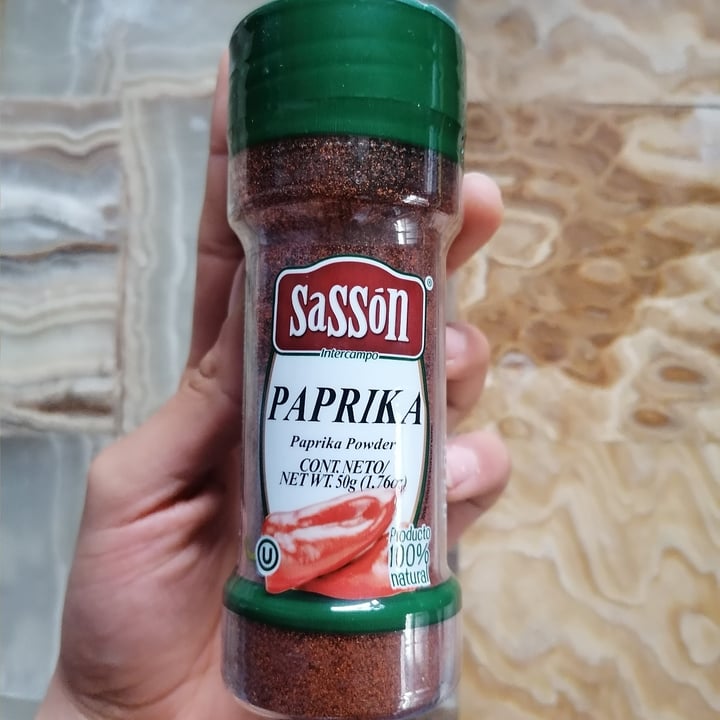 Sassón
®
Intercampo
PAPRIKA
Paprika Powder
CONT. NETO/
NET WT. 50g (1.76oz)
Producto
100%
natural
U